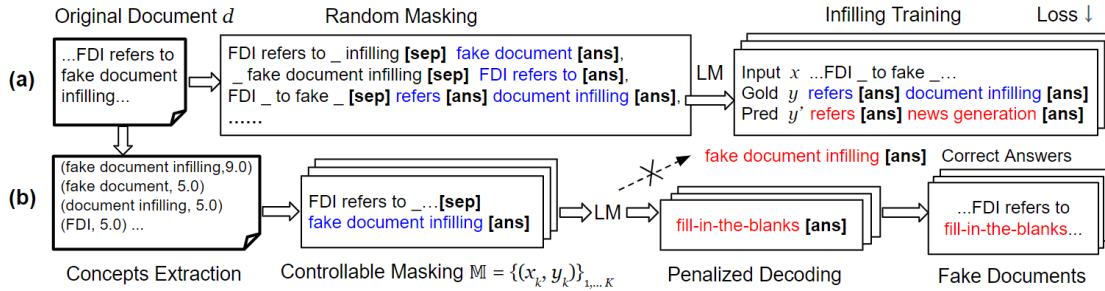 Original Document d
Random Masking
Infilling Training
Loss ↓
(a)
...FDI refers to
fake document
infilling...
FDI refers to _ infilling [sep] fake document [ans],
_ fake document infilling [sep] FDI refers to [ans],
FDI _ to fake _ [sep] refers [ans] document infilling [ans],
......
LM
Input x ...FDI _ to fake _...
Gold y refers [ans] document infilling [ans]
Pred y' refers [ans] news generation [ans]
(b)
(fake document infilling,9.0)
(fake document, 5.0)
(document infilling, 5.0)
(FDI, 5.0) ...
FDI refers to _...[sep]
fake document infilling [ans]
LM
fake document infilling [ans]
Correct Answers
fill-in-the-blanks [ans]
...FDI refers to
fill-in-the-blanks...
Concepts Extraction
Controllable Masking 𝕄 = {(x_k, y_k)}_{1,...K}
Penalized Decoding
Fake Documents